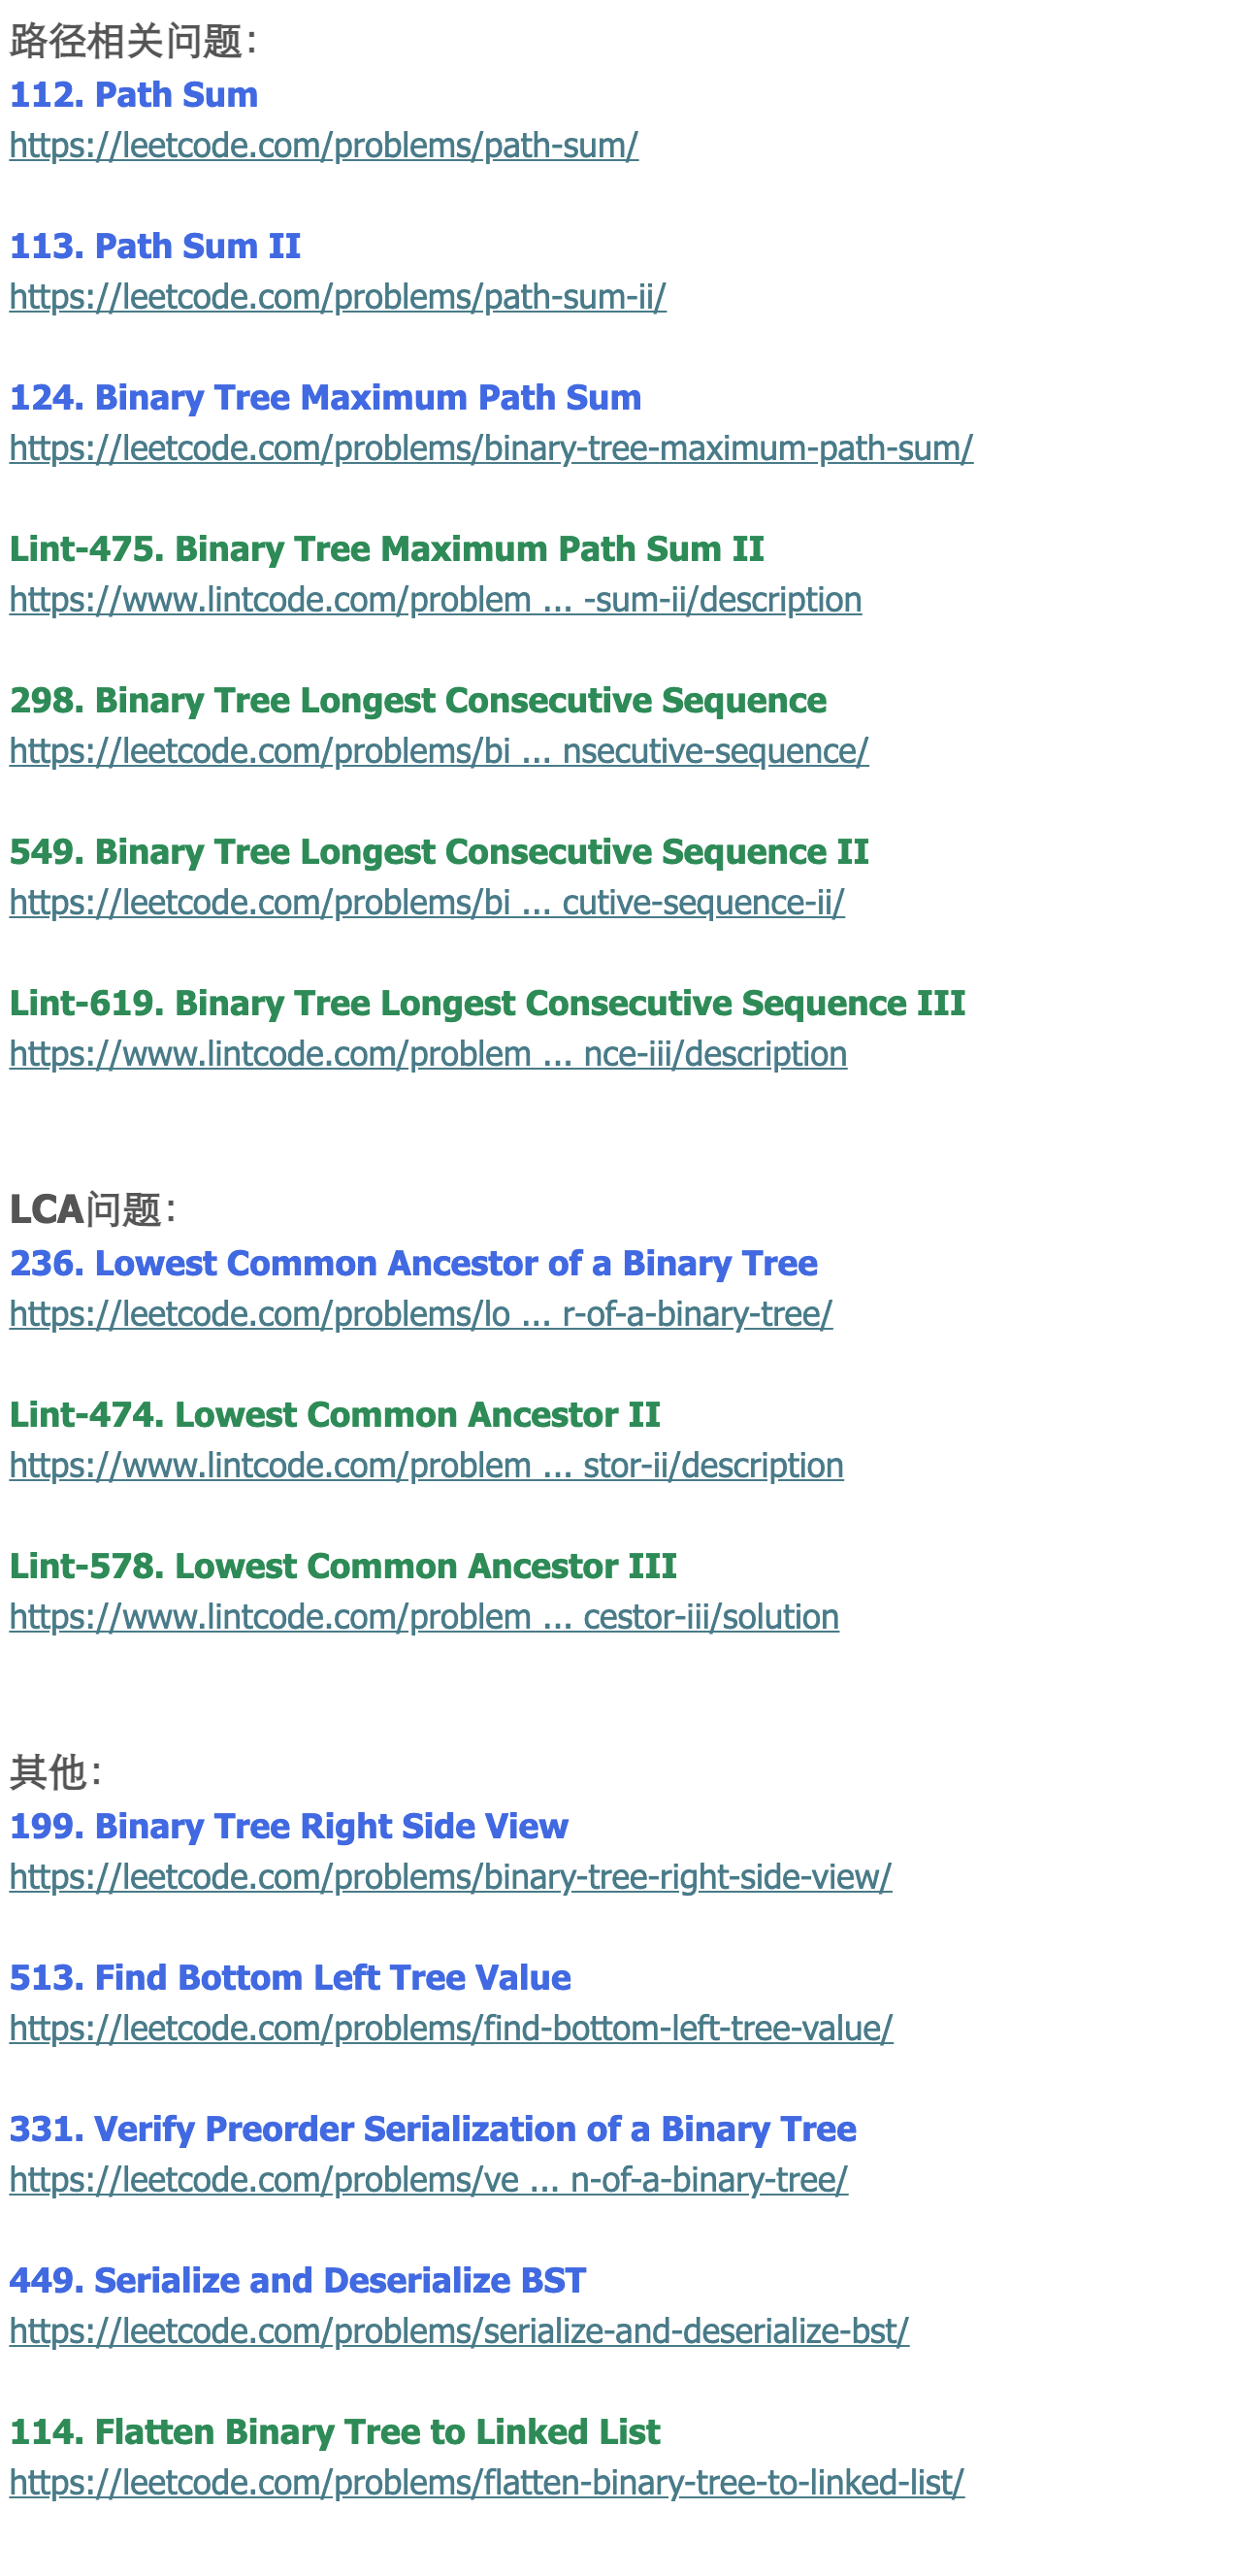 路径相关问题：
112. Path Sum
https://leetcode.com/problems/path-sum/
113. Path Sum II
https://leetcode.com/problems/path-sum-ii/
124. Binary Tree Maximum Path Sum
https://leetcode.com/problems/binary-tree-maximum-path-sum/
Lint-475. Binary Tree Maximum Path Sum II
https://www.lintcode.com/problem ... -sum-ii/description
298. Binary Tree Longest Consecutive Sequence
https://leetcode.com/problems/bi ... nsecutive-sequence/
549. Binary Tree Longest Consecutive Sequence II
https://leetcode.com/problems/bi ... cutive-sequence-ii/
Lint-619. Binary Tree Longest Consecutive Sequence III
https://www.lintcode.com/problem ... nce-iii/description
LCA问题：
236. Lowest Common Ancestor of a Binary Tree
https://leetcode.com/problems/lo ... r-of-a-binary-tree/
Lint-474. Lowest Common Ancestor II
https://www.lintcode.com/problem ... stor-ii/description
Lint-578. Lowest Common Ancestor III
https://www.lintcode.com/problem ... cestor-iii/solution
其他：
199. Binary Tree Right Side View
https://leetcode.com/problems/binary-tree-right-side-view/
513. Find Bottom Left Tree Value
https://leetcode.com/problems/find-bottom-left-tree-value/
331. Verify Preorder Serialization of a Binary Tree
https://leetcode.com/problems/ve ... n-of-a-binary-tree/
449. Serialize and Deserialize BST
https://leetcode.com/problems/serialize-and-deserialize-bst/
114. Flatten Binary Tree to Linked List
https://leetcode.com/problems/flatten-binary-tree-to-linked-list/